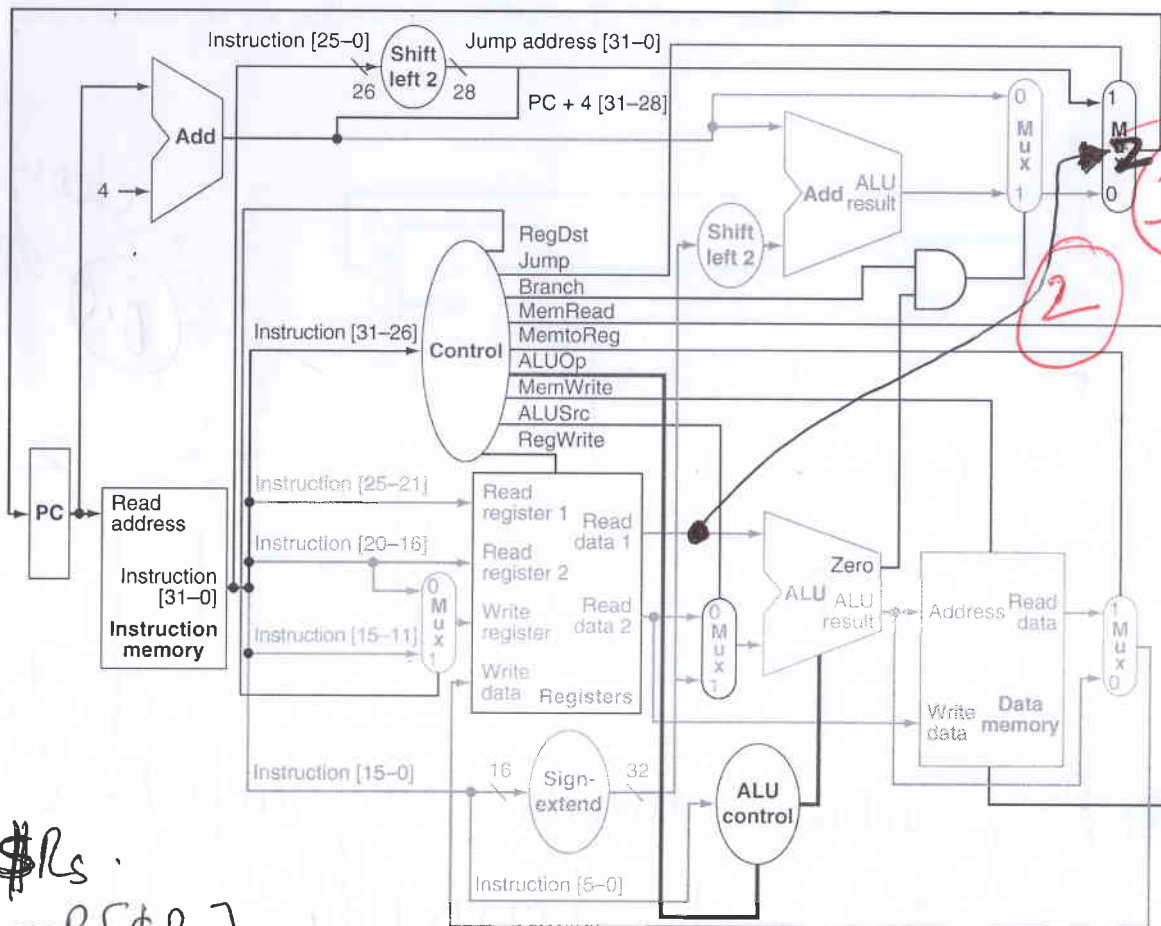 Instruction [25–0]
Shift left 2
Jump address [31–0]
26
28
PC + 4 [31–28]
Add
4
0
M u x
1
1
M
2
0
Add ALU result
Shift left 2
2
RegDst
Jump
Branch
MemRead
MemtoReg
ALUOp
MemWrite
ALUSrc
RegWrite
Instruction [31–26]
Control
PC
Read address
Instruction [31–0]
Instruction memory
Instruction [25–21]
Read register 1
Read data 1
Instruction [20–16]
Read register 2
0
M u x
1
Write register
Read data 2
Instruction [15–11]
Write data
Registers
0
M u x
1
Zero
ALU
ALU result
Address
Read data
Write data
Data memory
1
M u x
0
Instruction [15–0]
16
Sign-extend
32
ALU control
Instruction [5–0]
$Rs